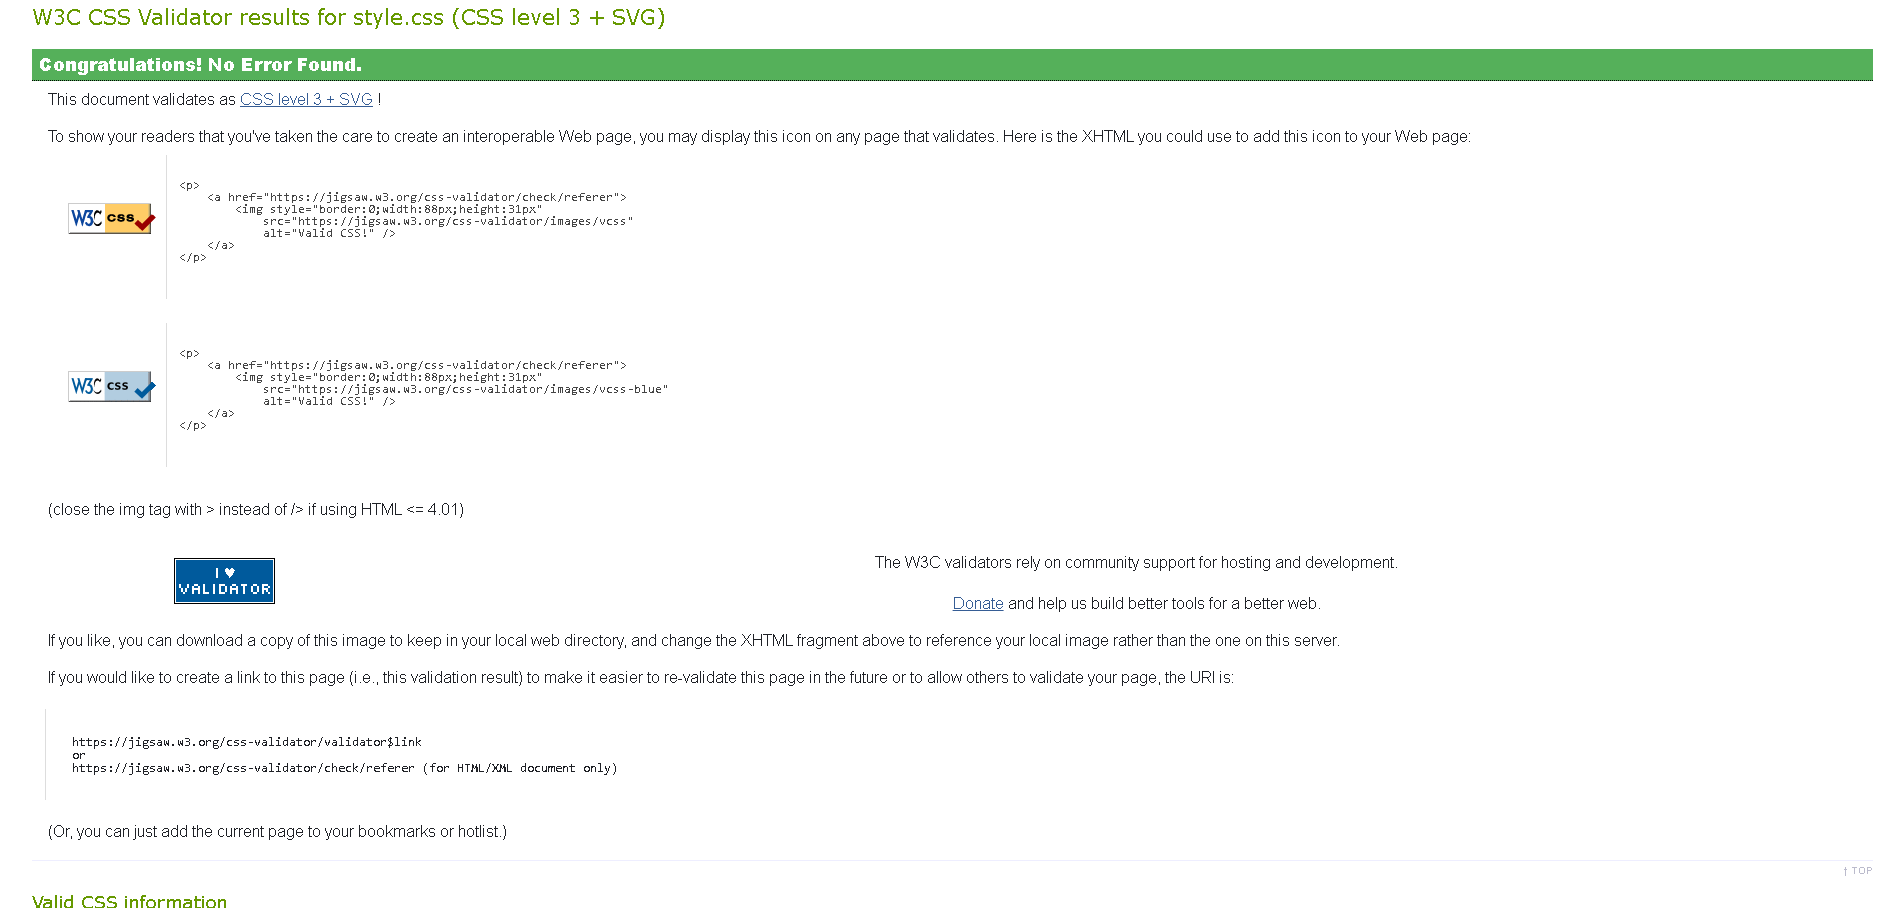 W3C CSS Validator results for style.css (CSS level 3 + SVG)
Congratulations! No Error Found.
This document validates as CSS level 3 + SVG !
To show your readers that you've taken the care to create an interoperable Web page, you may display this icon on any page that validates. Here is the XHTML you could use to add this icon to your Web page:
W3C css
<p>
    <a href="https://jigsaw.w3.org/css-validator/check/referer">
        <img style="border:0;width:88px;height:31px"
            src="https://jigsaw.w3.org/css-validator/images/vcss"
            alt="Valid CSS!" />
    </a>
</p>
W3C css
<p>
    <a href="https://jigsaw.w3.org/css-validator/check/referer">
        <img style="border:0;width:88px;height:31px"
            src="https://jigsaw.w3.org/css-validator/images/vcss-blue"
            alt="Valid CSS!" />
    </a>
</p>
(close the img tag with > instead of /> if using HTML <= 4.01)
I ♥
VALIDATOR
The W3C validators rely on community support for hosting and development.
Donate and help us build better tools for a better web.
If you like, you can download a copy of this image to keep in your local web directory, and change the XHTML fragment above to reference your local image rather than the one on this server.
If you would like to create a link to this page (i.e., this validation result) to make it easier to re-validate this page in the future or to allow others to validate your page, the URI is:
https://jigsaw.w3.org/css-validator/validator$link
or
https://jigsaw.w3.org/css-validator/check/referer (for HTML/XML document only)
(Or, you can just add the current page to your bookmarks or hotlist.)
↑ TOP
Valid CSS information